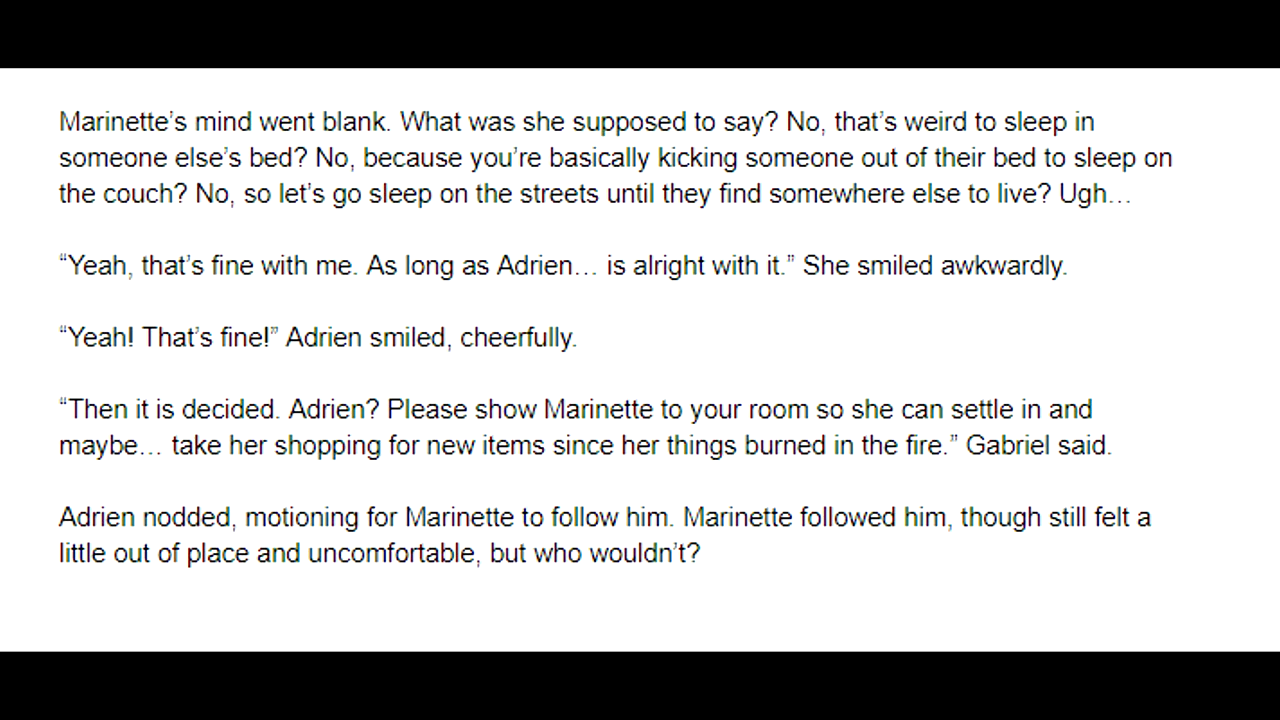 Marinette’s mind went blank. What was she supposed to say? No, that’s weird to sleep in
someone else’s bed? No, because you’re basically kicking someone out of their bed to sleep on
the couch? No, so let’s go sleep on the streets until they find somewhere else to live? Ugh…
“Yeah, that’s fine with me. As long as Adrien… is alright with it.” She smiled awkwardly.
“Yeah! That’s fine!” Adrien smiled, cheerfully.
“Then it is decided. Adrien? Please show Marinette to your room so she can settle in and
maybe… take her shopping for new items since her things burned in the fire.” Gabriel said.
Adrien nodded, motioning for Marinette to follow him. Marinette followed him, though still felt a
little out of place and uncomfortable, but who wouldn’t?